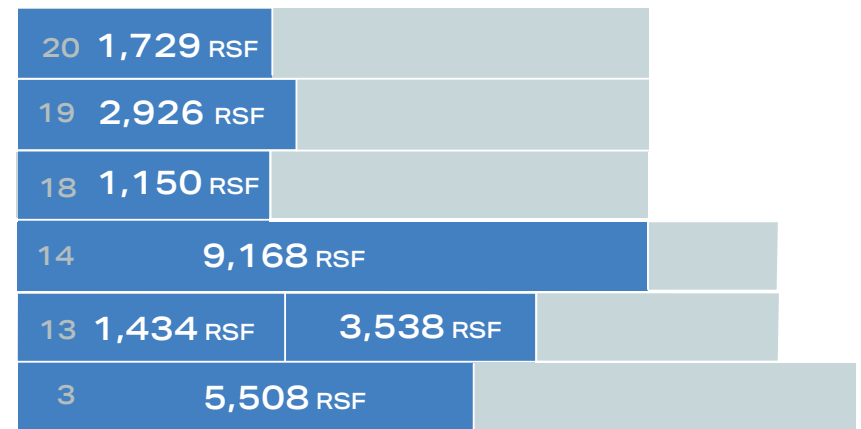 20 1,729 RSF
19 2,926 RSF
18 1,150 RSF
14 9,168 RSF
13 1,434 RSF 3,538 RSF
3 5,508 RSF